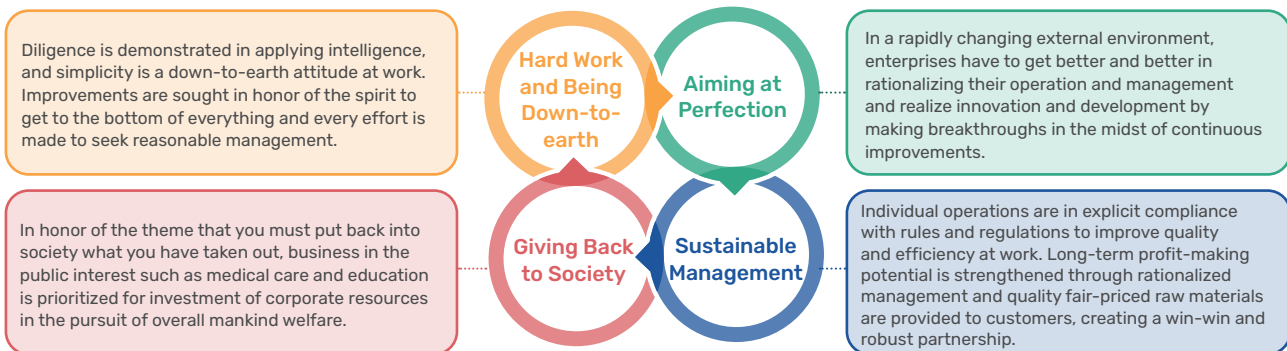 Diligence is demonstrated in applying intelligence,
and simplicity is a down-to-earth attitude at work.
Improvements are sought in honor of the spirit to
get to the bottom of everything and every effort is
made to seek reasonable management.
Hard Work
and Being
Down-to-
earth
Aiming at
Perfection
In a rapidly changing external environment,
enterprises have to get better and better in
rationalizing their operation and management
and realize innovation and development by
making breakthroughs in the midst of continuous
improvements.
In honor of the theme that you must put back into
society what you have taken out, business in the
public interest such as medical care and education
is prioritized for investment of corporate resources
in the pursuit of overall mankind welfare.
Giving Back
to Society
Sustainable
Management
Individual operations are in explicit compliance
with rules and regulations to improve quality
and efficiency at work. Long-term profit-making
potential is strengthened through rationalized
management and quality fair-priced raw materials
are provided to customers, creating a win-win and
robust partnership.